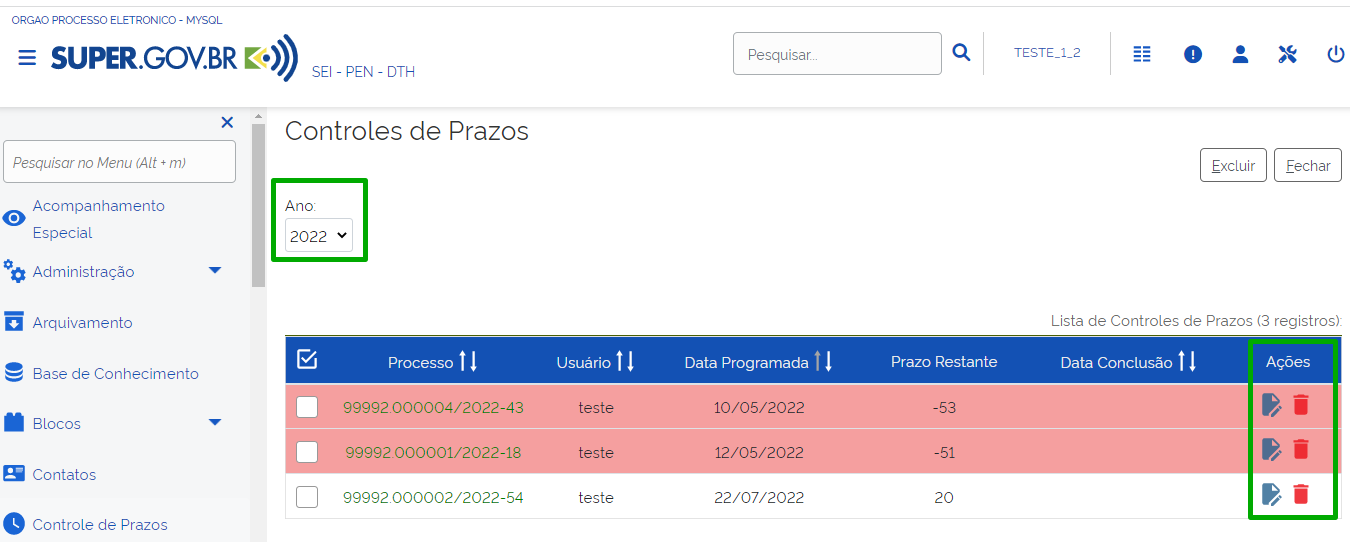 ORGAO PROCESSO ELETRONICO - MYSQL
SUPER.GOV.BR
SEI - PEN - DTH
Pesquisar...
TESTE_1_2
Pesquisar no Menu (Alt + m)
Acompanhamento
Especial
Administração
Arquivamento
Base de Conhecimento
Blocos
Contatos
Controle de Prazos
Controles de Prazos
Excluir Fechar
Ano:
2022
Lista de Controles de Prazos (3 registros):
Processo Usuário Data Programada Prazo Restante Data Conclusão Ações
99992.000004/2022-43 teste 10/05/2022 -53
99992.000001/2022-18 teste 12/05/2022 -51
99992.000002/2022-54 teste 22/07/2022 20